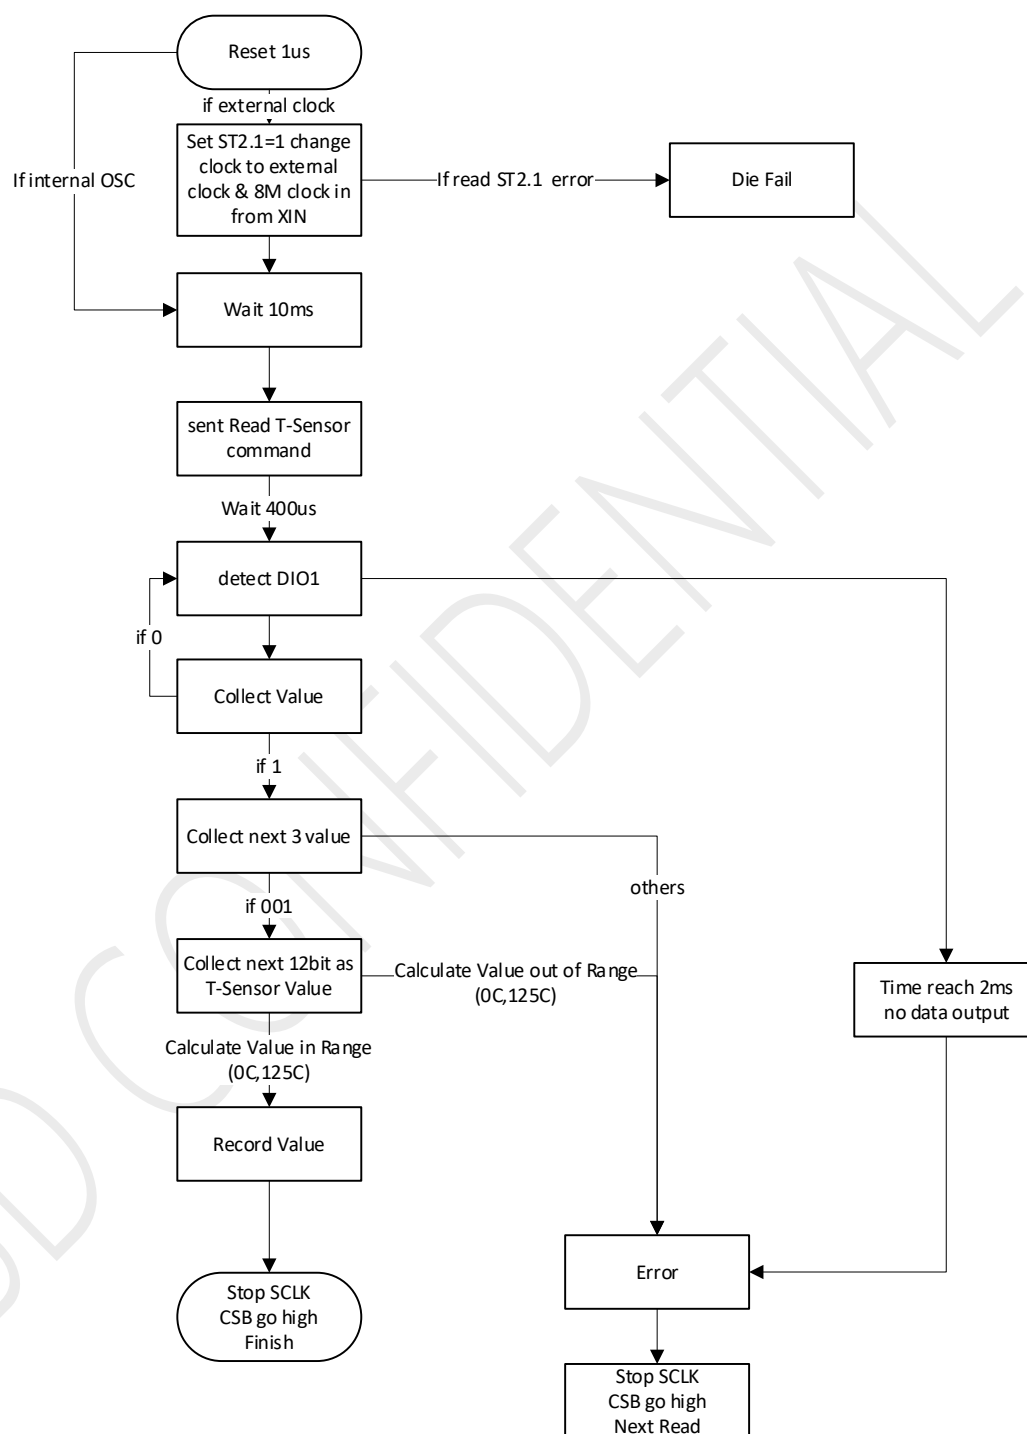 Reset 1us
if external clock
Set ST2.1=1 change
clock to external
clock & 8M clock in
from XIN
If internal OSC
If read ST2.1 error
Die Fail
Wait 10ms
sent Read T-Sensor
command
Wait 400us
detect DIO1
if 0
Collect Value
if 1
Collect next 3 value
others
if 001
Collect next 12bit as
T-Sensor Value
Calculate Value out of Range
(0C,125C)
Time reach 2ms
no data output
Calculate Value in Range
(0C,125C)
Record Value
Error
Stop SCLK
CSB go high
Finish
Stop SCLK
CSB go high
Next Read
CONFIDENTIAL